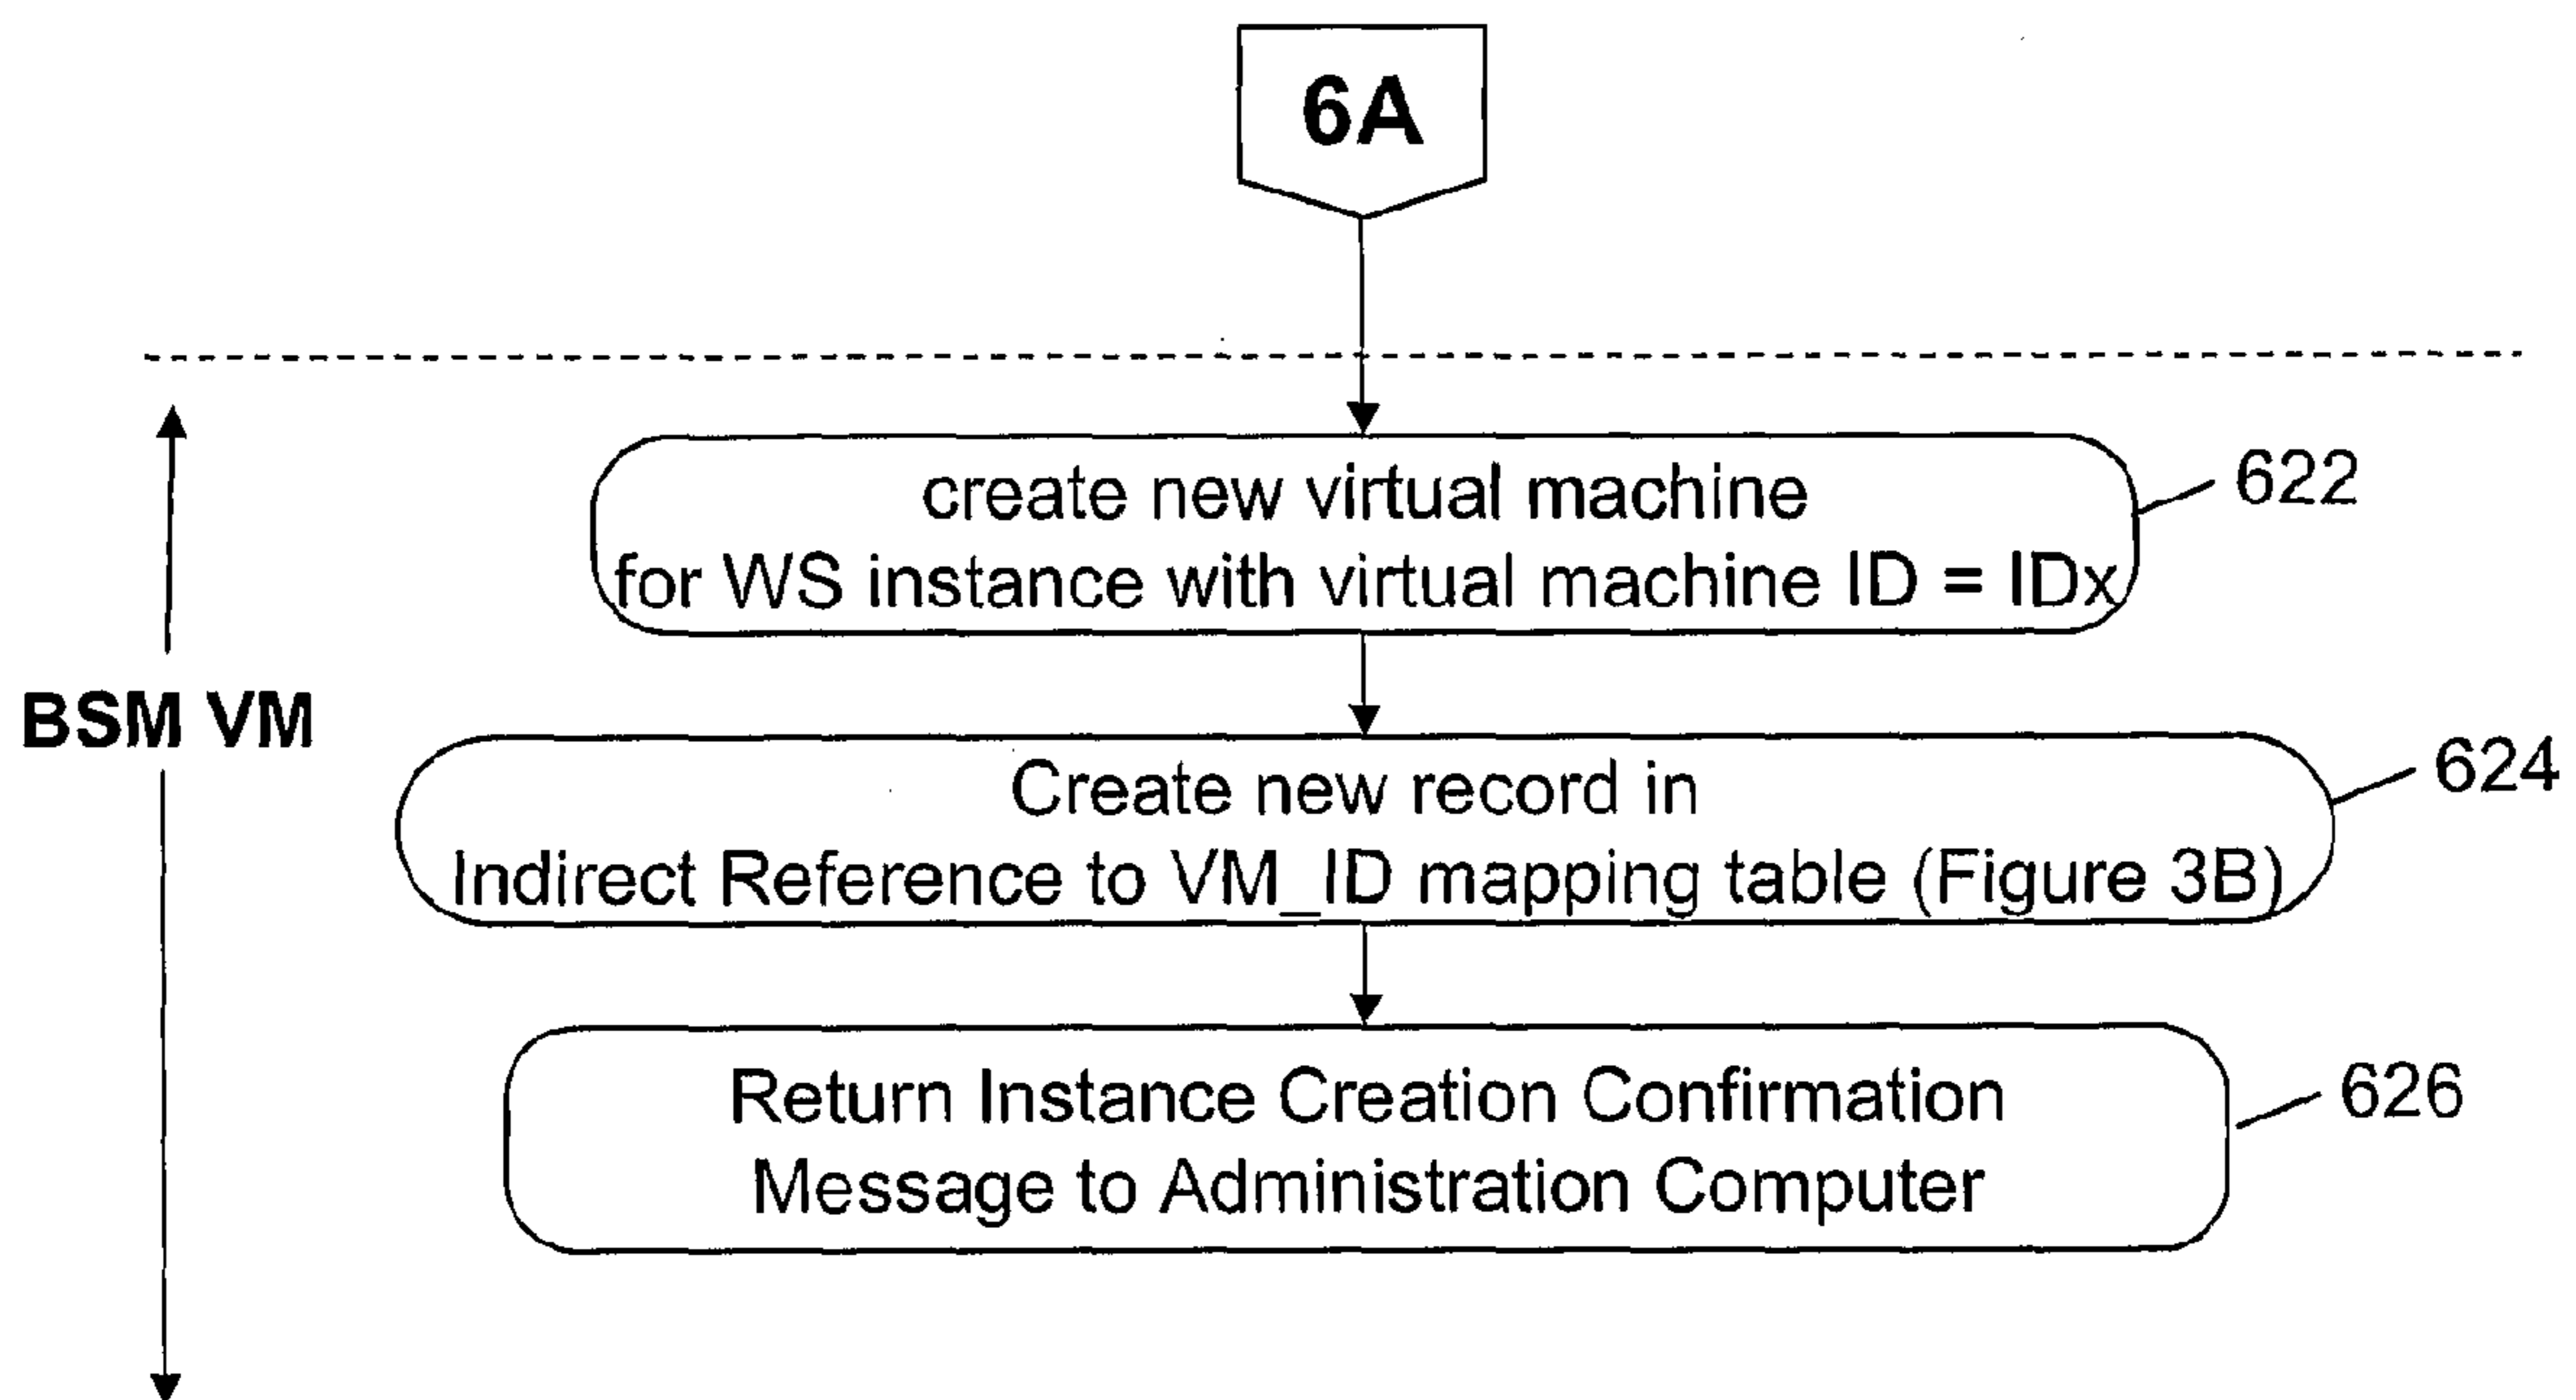 6A
create new virtual machine
for WS instance with virtual machine ID = IDx
622
BSM VM
Create new record in
Indirect Reference to VM_ID mapping table (Figure 3B)
624
Return Instance Creation Confirmation
Message to Administration Computer
626